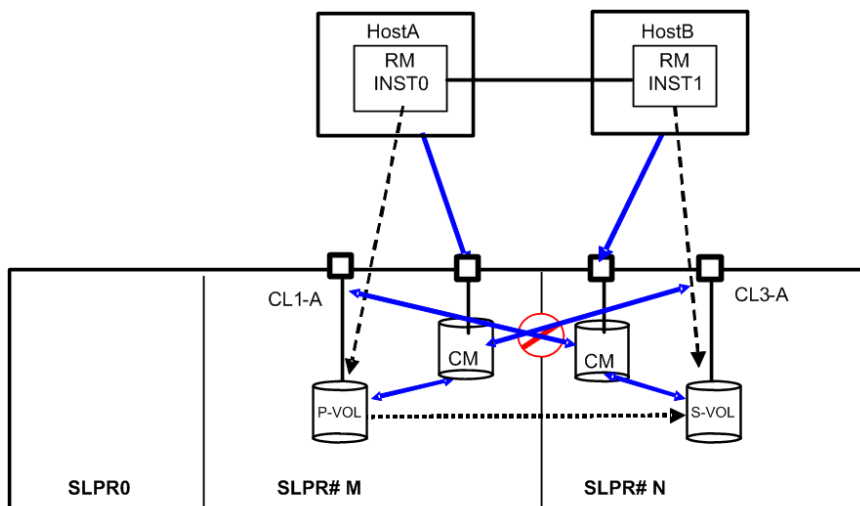 HostA
HostB
RM
INST0
RM
INST1
CL1-A
CL3-A
CM
CM
P-VOL
S-VOL
SLPR0
SLPR# M
SLPR# N